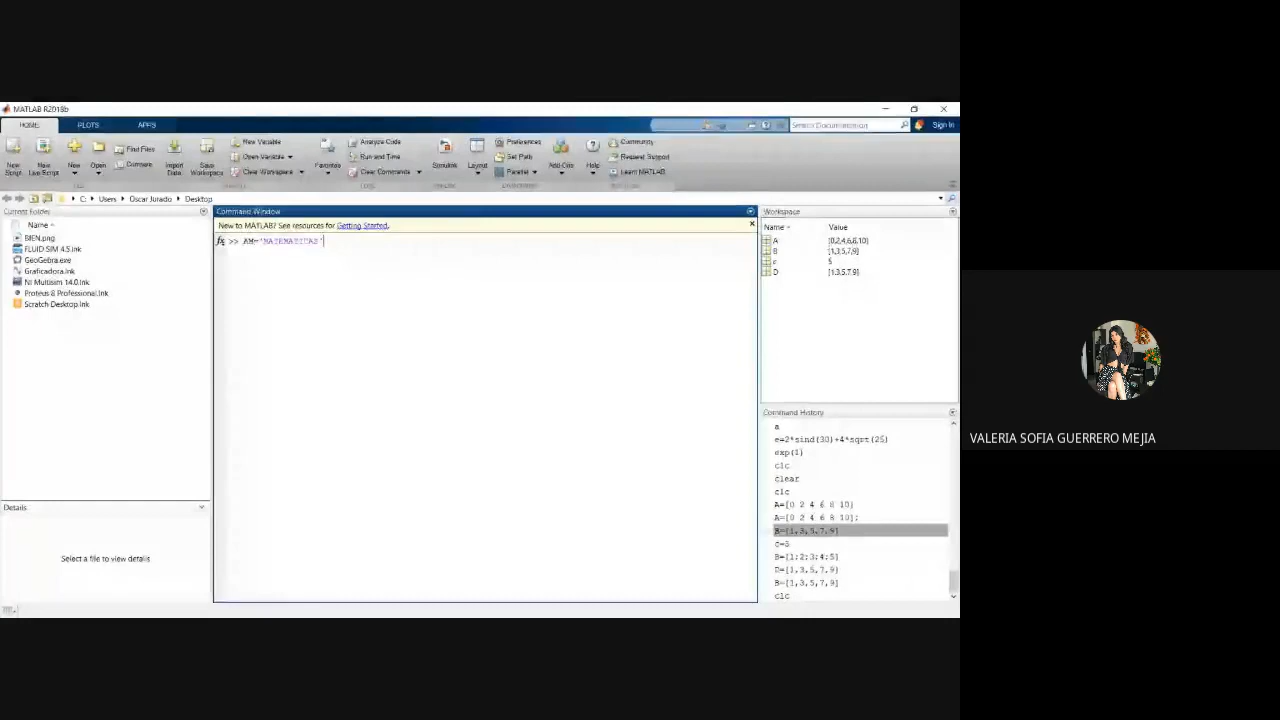 MATLAB R2018b
HOME PLOTS APPS
Search Documentation Sign In
New Script
New Live Script
New
Open
Find Files
Compare
Import Data
Save Workspace
New Variable
Open Variable
Clear Workspace
Favorites
Analyze Code
Run and Time
Clear Commands
Simulink
Layout
Preferences
Set Path
Parallel
Add-Ons
Help
Community
Request Support
Learn MATLAB
C: Users Oscar Jurado Desktop
Current Folder
Name
BIEN.png
FLUID SIM 4.5.lnk
GeoGebra.exe
Graficadora.lnk
NI Multisim 14.0.lnk
Proteus 8 Professional.lnk
Scratch Desktop.lnk
Details
Select a file to view details
Command Window
New to MATLAB? See resources for Getting Started.
fx >> AM='MATEMATICAS'
Workspace
Name Value
A [0,2,4,6,8,10]
B [1,3,5,7,9]
c 5
D [1;3;5;7;9]
Command History
a
e=2*sind(30)+4*sqrt(25)
exp(1)
clc
clear
clc
A=[0 2 4 6 8 10]
A=[0 2 4 6 8 10];
B=[1,3,5,7,9]
c=5
B=[1;2;3;4;5]
D=[1,3,5,7,9]
B=[1,3,5,7,9]
clc
VALERIA SOFIA GUERRERO MEJIA